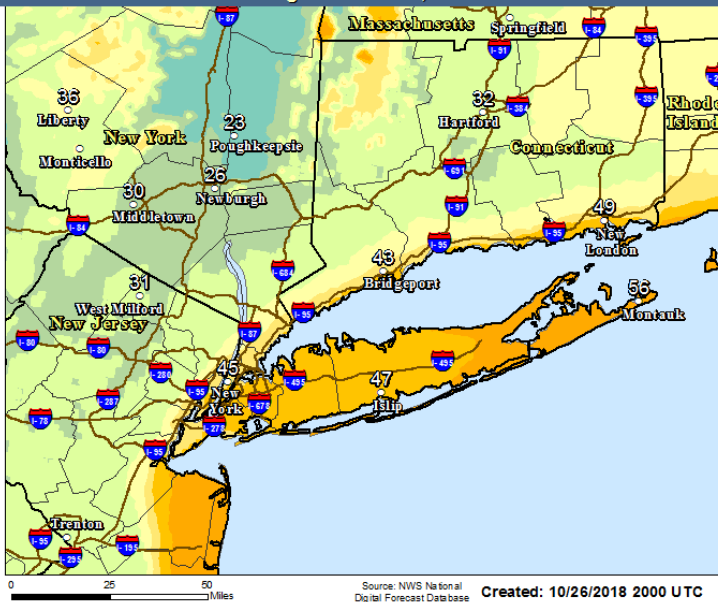 I-87
Massachusetts
Springfield
I-84
I-395
I-91
36
Liberty
New York
23
Poughkeepsie
32
Hartford
I-384
I-395
Rhode
Island
Monticello
Connecticut
30
Middletown
26
Newburgh
I-691
I-91
49
New
London
I-84
I-95
I-95
43
Bridgeport
I-684
31
West Milford
New Jersey
56
Montauk
I-95
I-87
I-80
I-80
I-280
45
New
York
I-95
I-495
I-495
47
Islip
I-287
I-678
I-78
I-278
I-95
Trenton
I-95
I-195
I-295
0 25 50
Miles
Source: NWS National
Digital Forecast Database
Created: 10/26/2018 2000 UTC